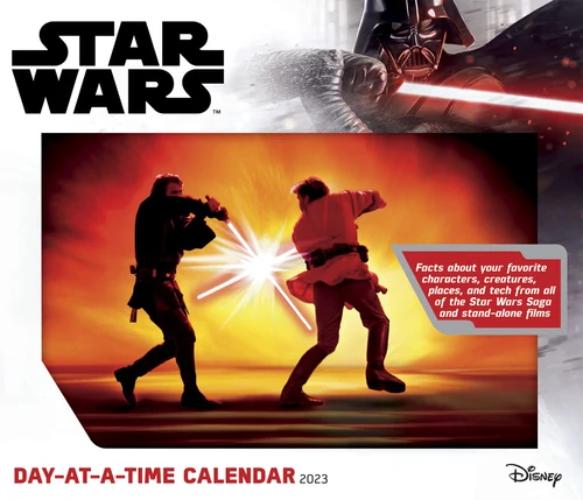 STAR
WARS
TM
Facts about your favorite
characters, creatures,
places, and tech from all
of the Star Wars Saga
and stand-alone films
DAY-AT-A-TIME CALENDAR 2023
Disney